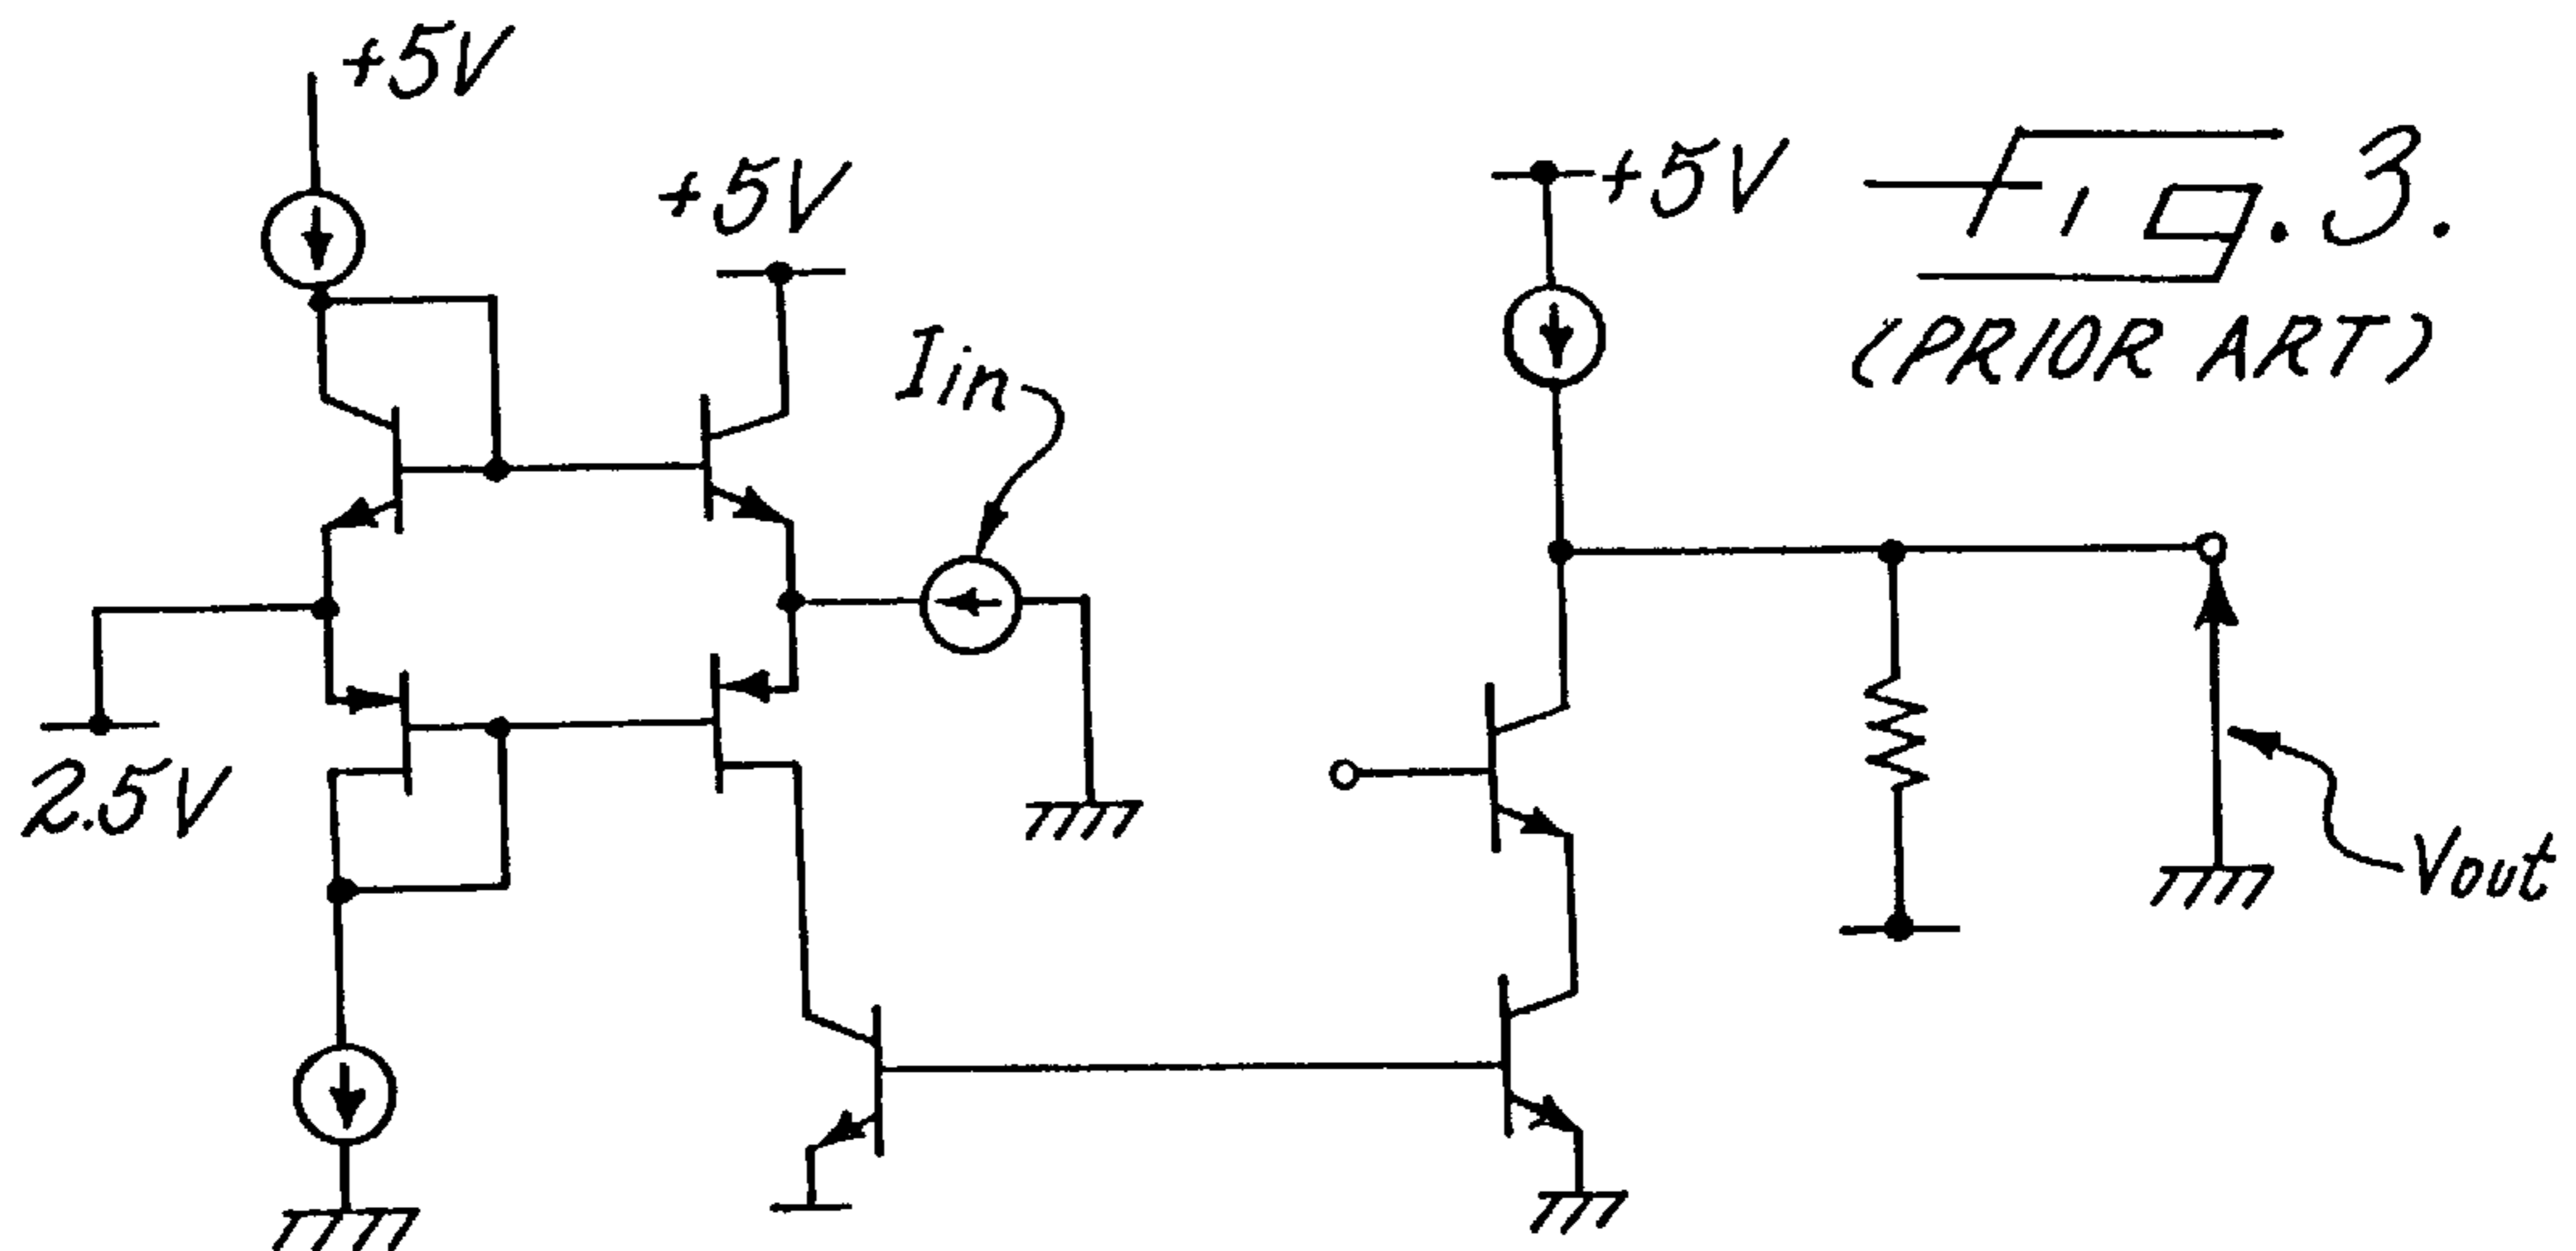 +5V
+5V
+5V
Fig. 3.
(PRIOR ART)
Iin
2.5V
Vout